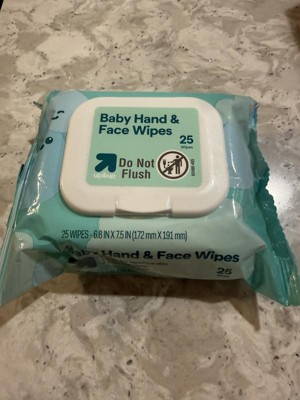 Baby Hand &
Face Wipes
25
Wipes
up&up
Do Not
Flush
25 WIPES - 6.8 IN X 7.5 IN (172 mm X 191 mm)
Baby Hand & Face Wipes
25